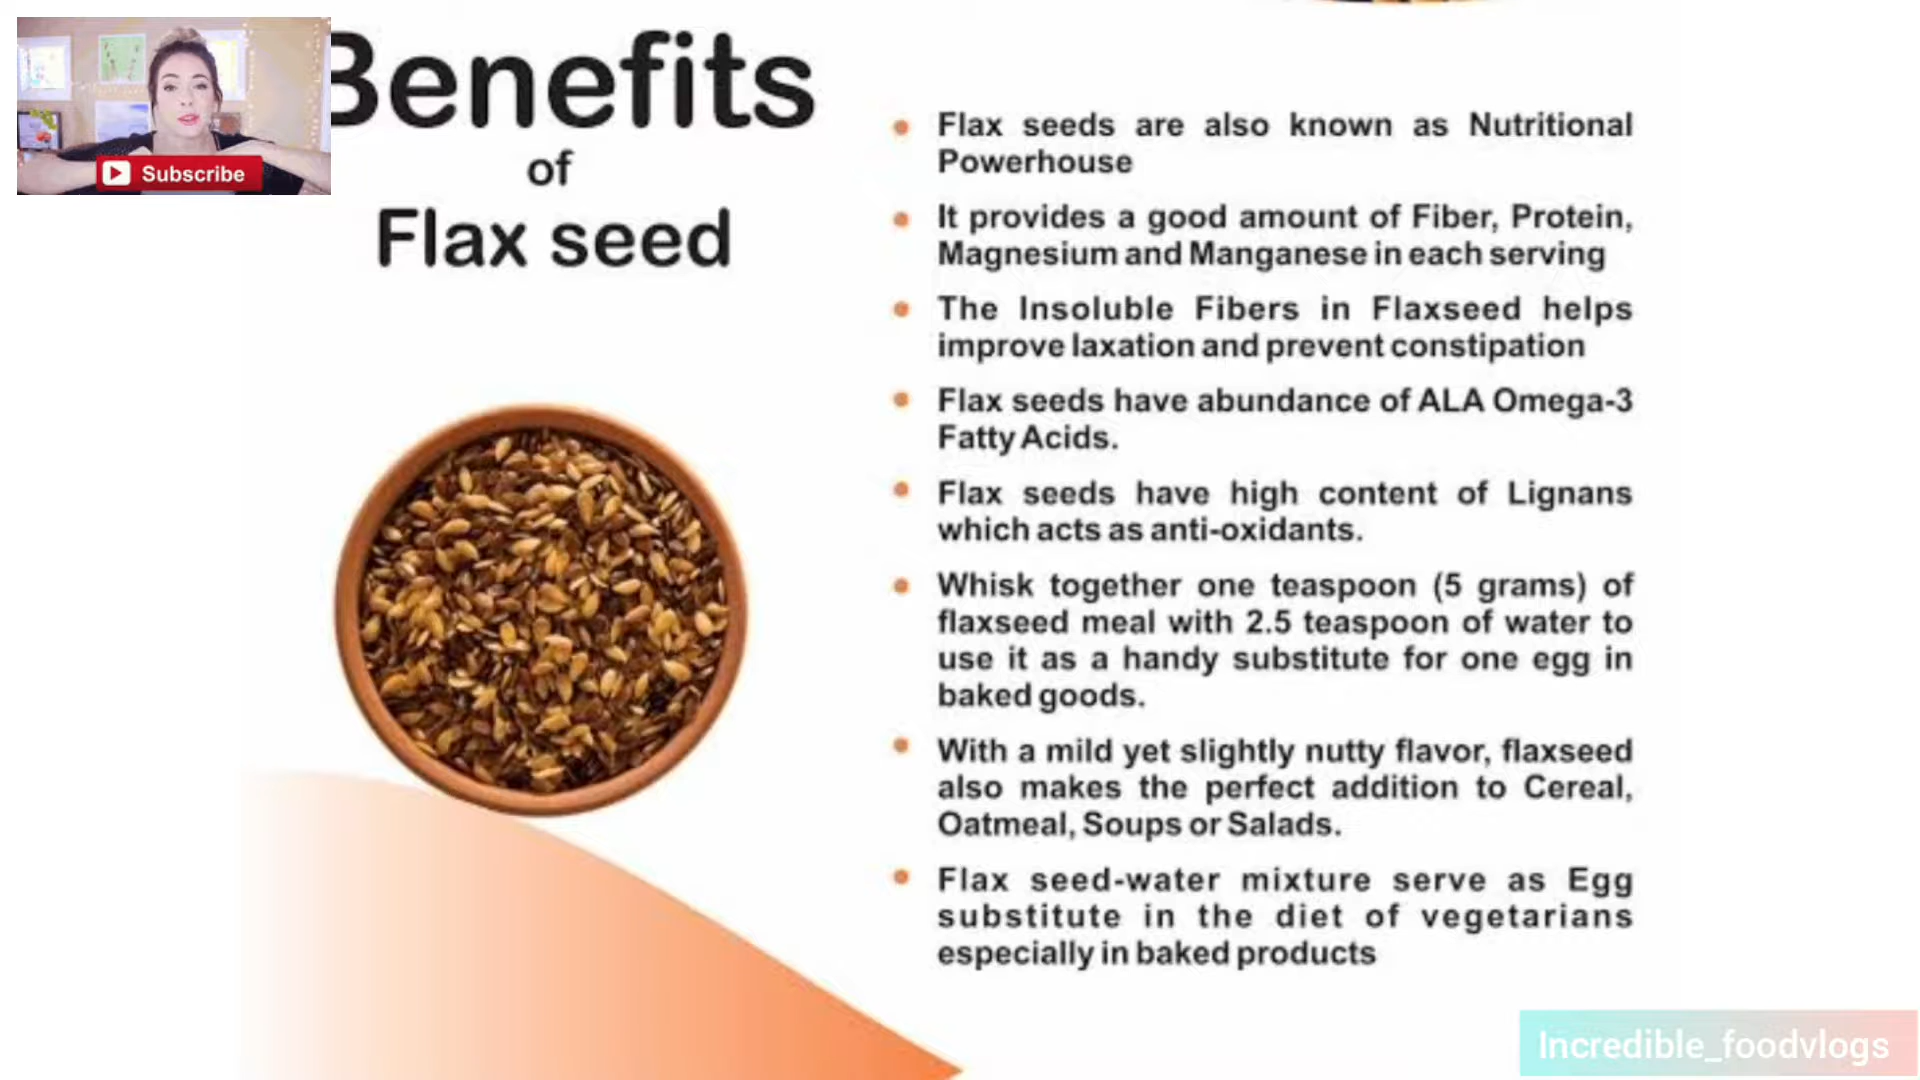 Benefits
of
Flax seed
Subscribe
Flax seeds are also known as Nutritional
Powerhouse
It provides a good amount of Fiber, Protein,
Magnesium and Manganese in each serving
The Insoluble Fibers in Flaxseed helps
improve laxation and prevent constipation
Flax seeds have abundance of ALA Omega-3
Fatty Acids.
Flax seeds have high content of Lignans
which acts as anti-oxidants.
Whisk together one teaspoon (5 grams) of
flaxseed meal with 2.5 teaspoon of water to
use it as a handy substitute for one egg in
baked goods.
With a mild yet slightly nutty flavor, flaxseed
also makes the perfect addition to Cereal,
Oatmeal, Soups or Salads.
Flax seed-water mixture serve as Egg
substitute in the diet of vegetarians
especially in baked products
Incredible_foodvlogs